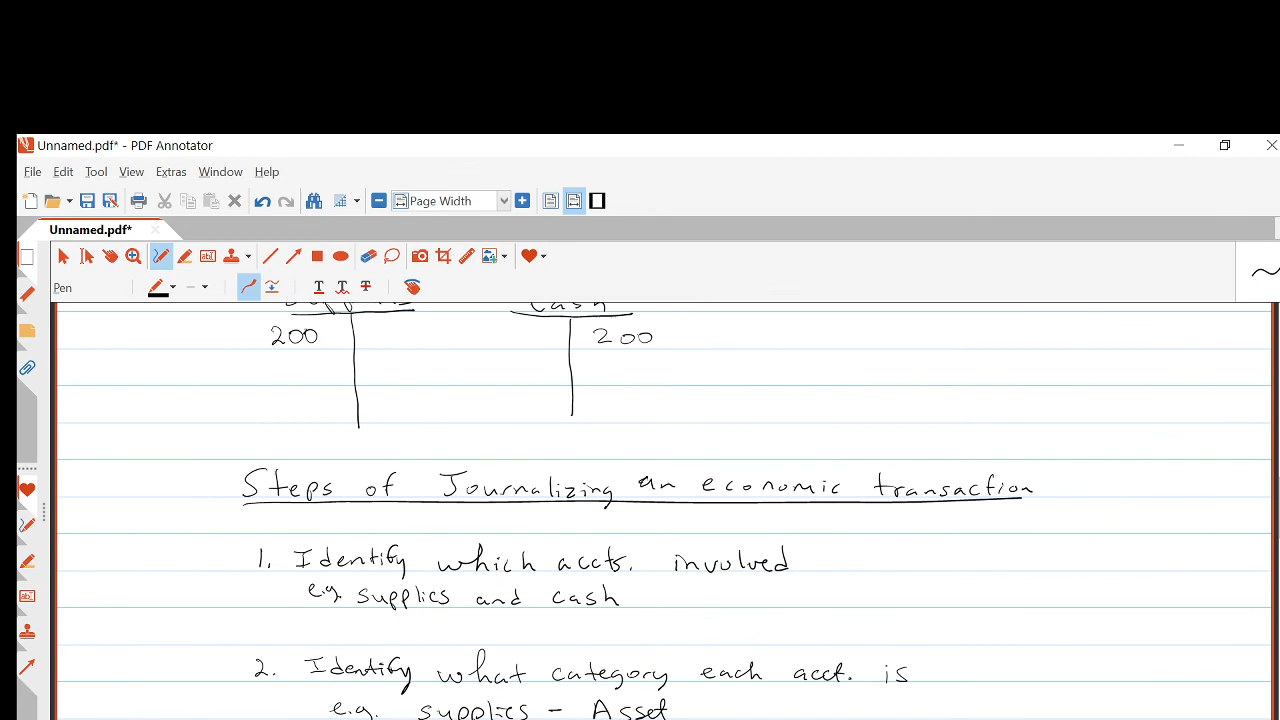 Unnamed.pdf* - PDF Annotator
File Edit Tool View Extras Window Help
Page Width
Unnamed.pdf*
Pen
Cash
200 200
Steps of Journalizing an economic transaction
1. Identify which accts. involved
e.g. supplies and cash
2. Identify what category each acct. is
e.g. supplies - Asset